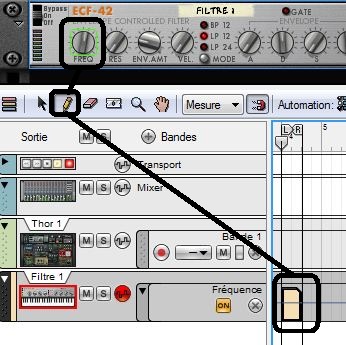 Bypass
On
Off
ECF-42
ENVELOPE CONTROLLED FILTER
FILTRE 1
GATE
BP 12
LP 12
LP 24
ENVELOPE
FREQ
RES
ENV.AMT
VEL.
MODE
A
D
S
Mesure
Automation:
Sortie
M S
Bandes
L R
4
5
Transport
M S
Mixer
Thor 1
M S
Bande 1
M
Filtre 1
M S
Fréquence
ON